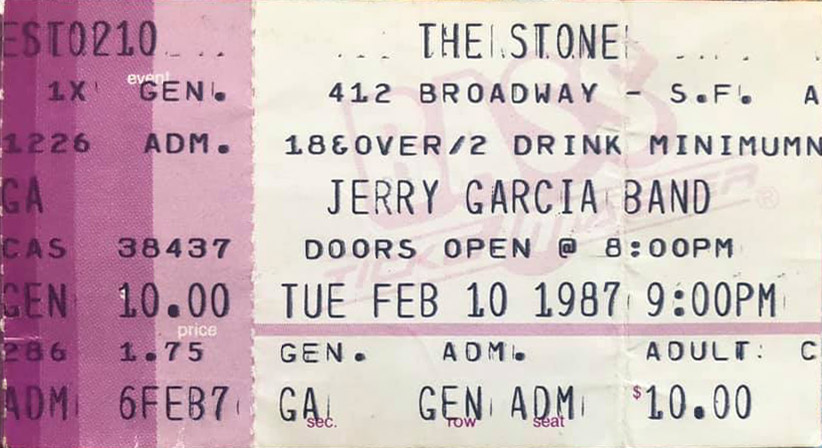 EST0210 THE STONE
event
1X GEN. 412 BROADWAY - S.F. A
1226 ADM. 18&OVER/2 DRINK MINIMUMN
GA JERRY GARCIA BAND
CAS 38437 DOORS OPEN @ 8:00PM
GEN 10.00 TUE FEB 10 1987 9:00PM
price
286 1.75 GEN. ADM. ADULT C
ADM 6FEB7 GA GEN ADM $10.00
sec. row seat
BASS
TICKETMASTER